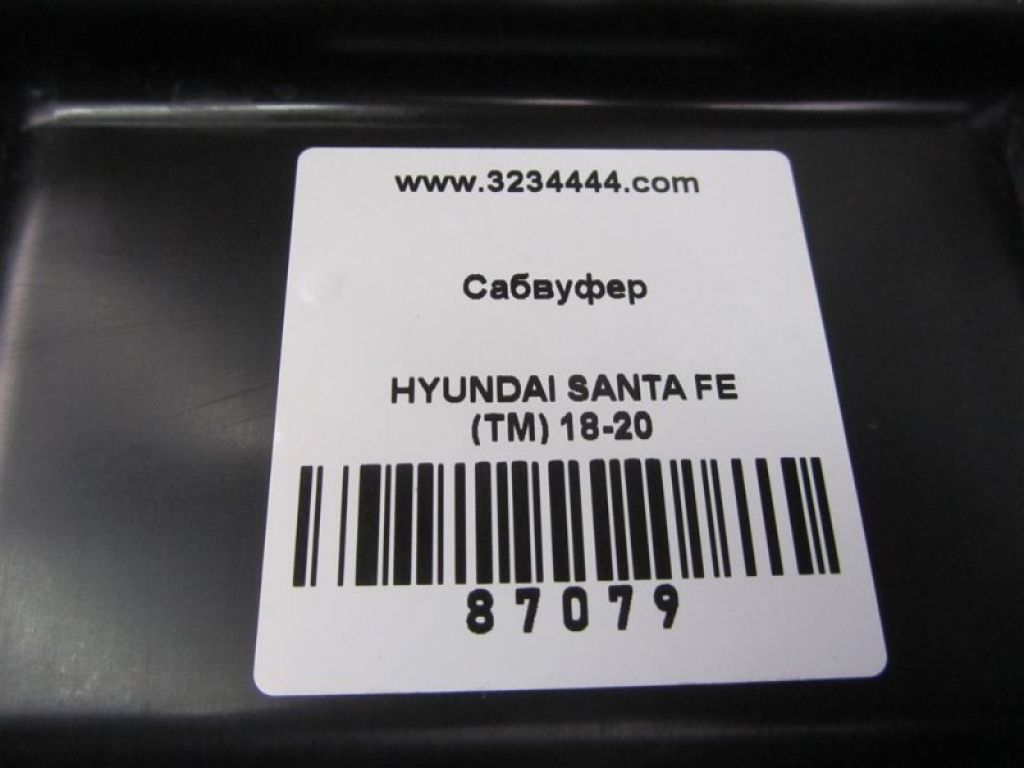 www.3234444.com
Сабвуфер
HYUNDAI SANTA FE
(TM) 18-20
87079